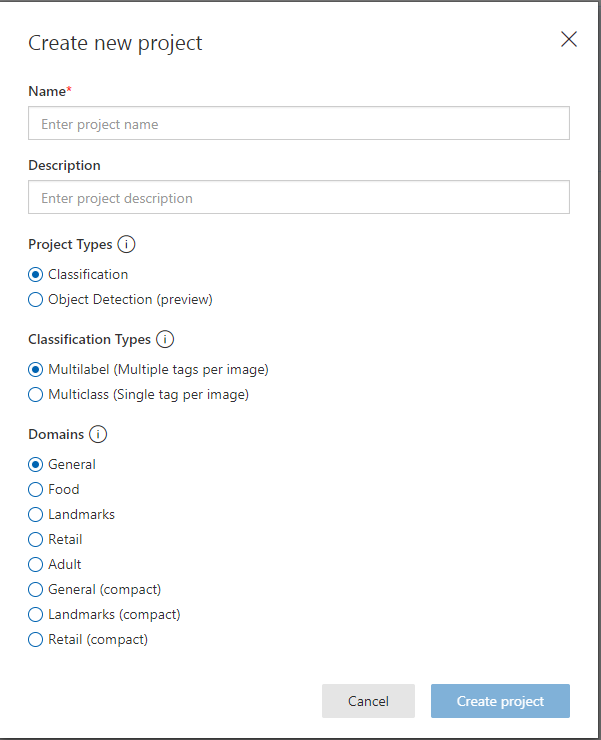 Create new project
Name*
Enter project name
Description
Enter project description
Project Types i
Classification
Object Detection (preview)
Classification Types i
Multilabel (Multiple tags per image)
Multiclass (Single tag per image)
Domains i
General
Food
Landmarks
Retail
Adult
General (compact)
Landmarks (compact)
Retail (compact)
Cancel Create project